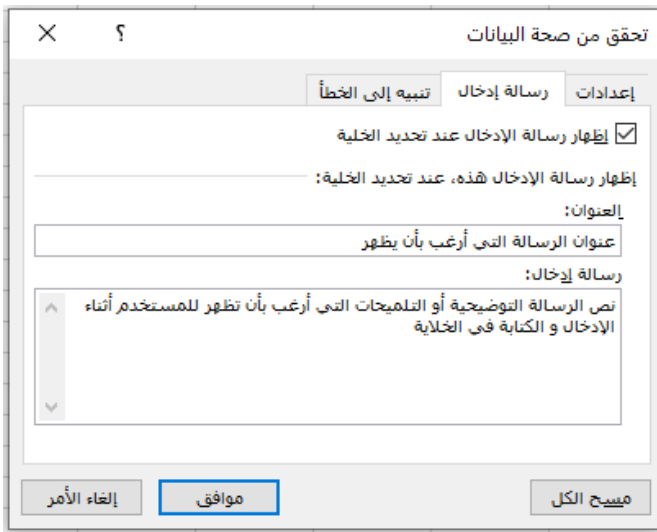 تحقق من صحة البيانات
؟
إعدادات
رسالة إدخال
تنبيه إلى الخطأ
إظهار رسالة الإدخال عند تحديد الخلية
إظهار رسالة الإدخال هذه، عند تحديد الخلية:
العنوان:
عنوان الرسالة التي أرغب بأن يظهر
رسالة إدخال:
نص الرسالة التوضيحية أو التلميحات التي أرغب بأن تظهر للمستخدم أثناء
الإدخال و الكتابة في الخلاية
مسح الكل
موافق
إلغاء الأمر